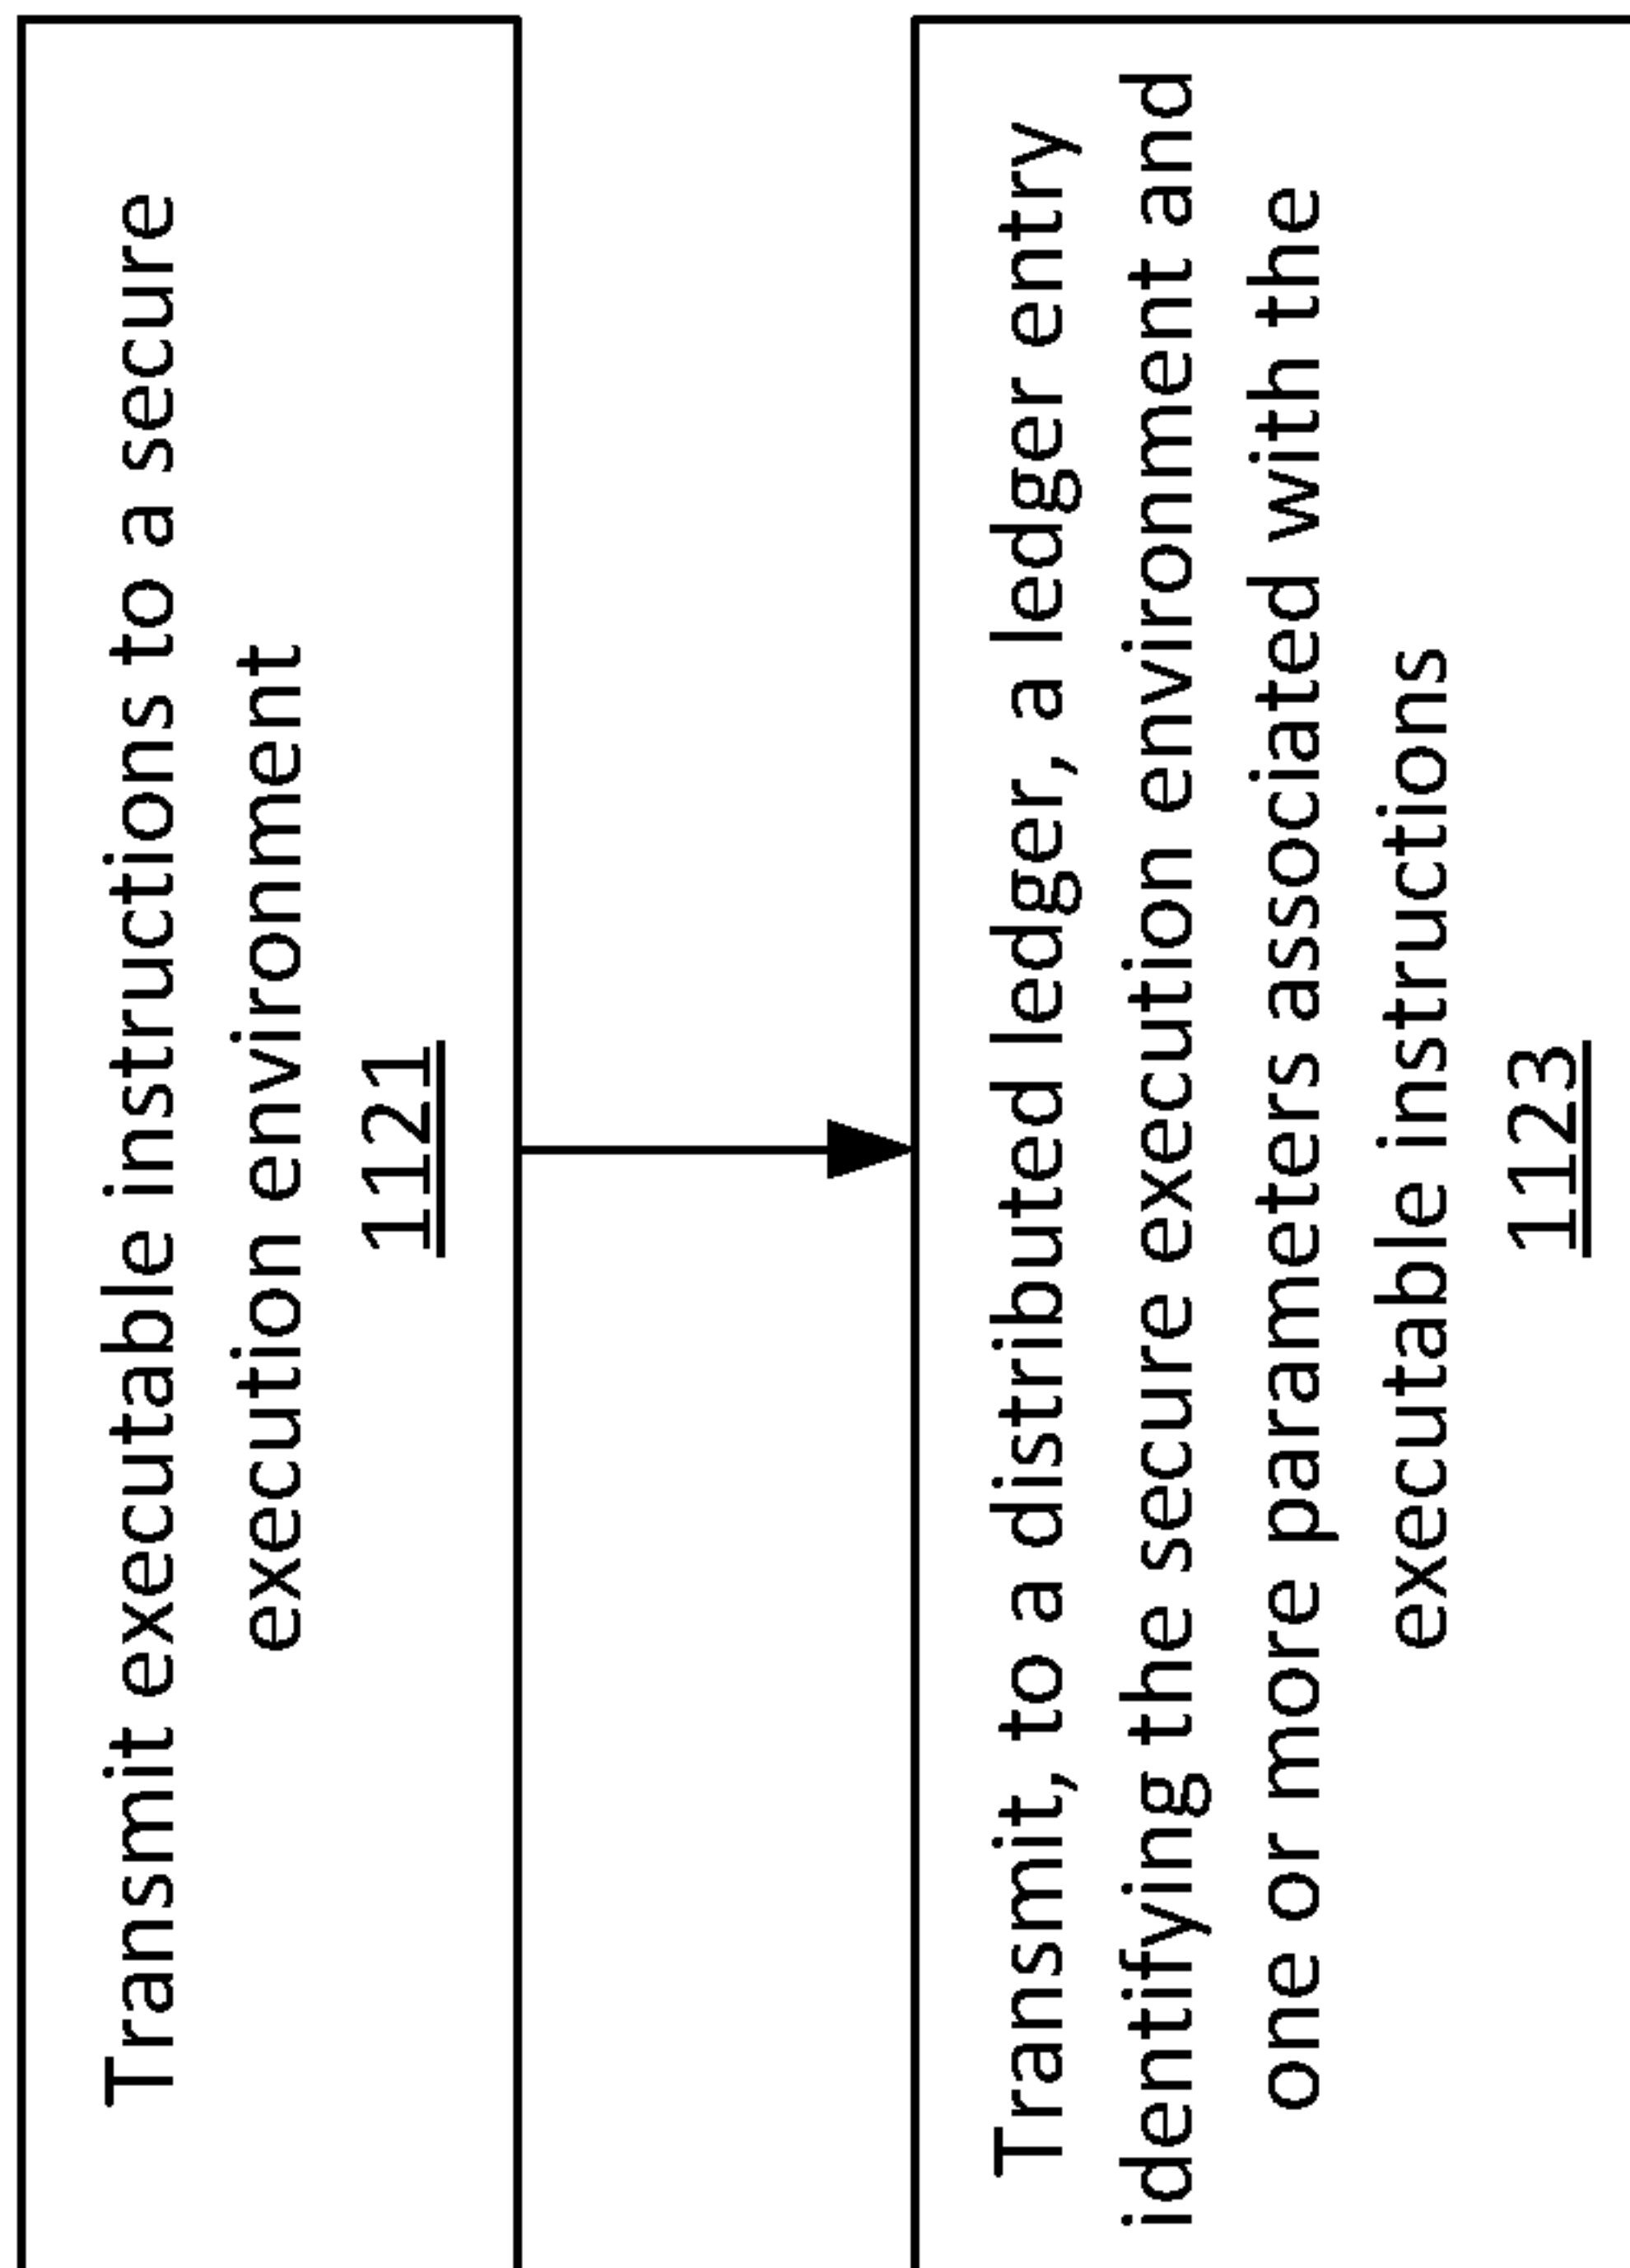 Transmit executable instructions to a secure
execution environment
1121
Transmit, to a distributed ledger, a ledger entry
identifying the secure execution environment and
one or more parameters associated with the
executable instructions
1123